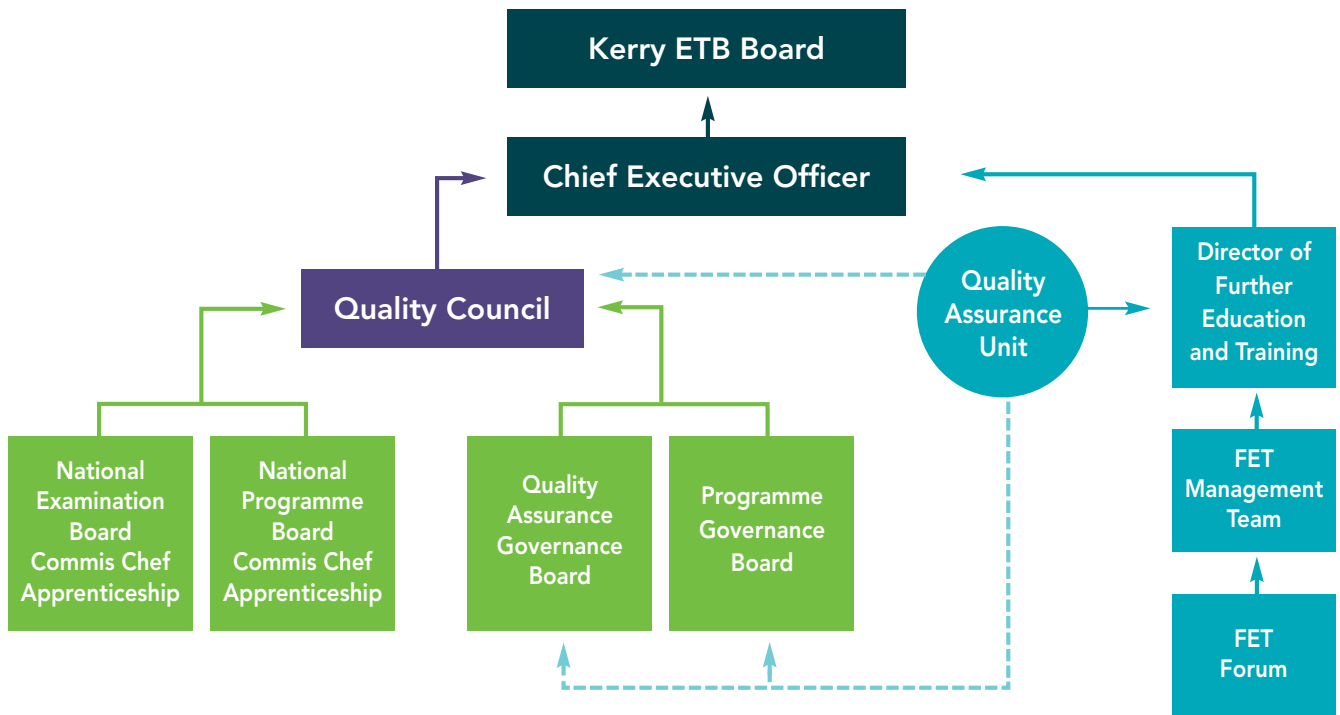 Kerry ETB Board
Chief Executive Officer
Quality Council
Quality
Assurance
Unit
Director of
Further
Education
and Training
National
Examination
Board
Commis Chef
Apprenticeship
National
Programme
Board
Commis Chef
Apprenticeship
Quality
Assurance
Governance
Board
Programme
Governance
Board
FET
Management
Team
FET
Forum